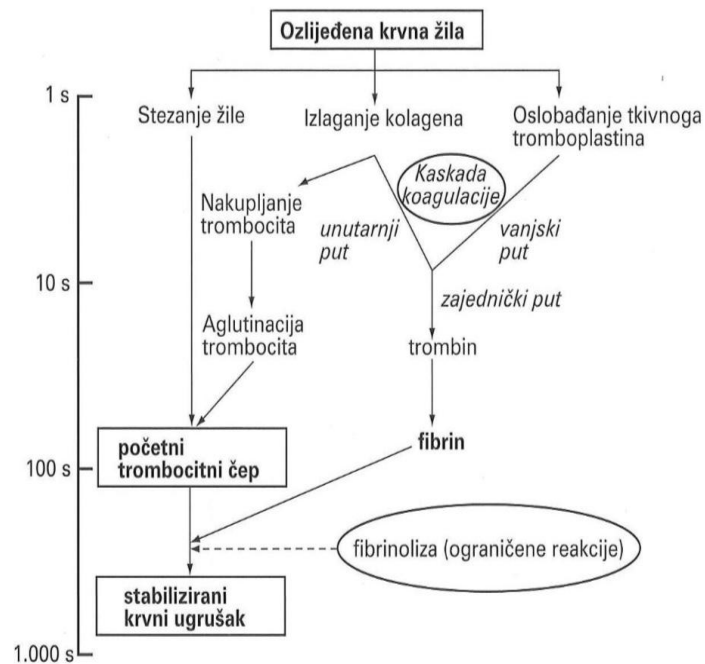 Ozlijeđena krvna žila
1 s
Stezanje žile
Izlaganje kolagena
Oslobađanje tkivnoga
tromboplastina
Kaskada
koagulacije
Nakupljanje
trombocita
unutarnji
put
vanjski
put
10 s
zajednički put
Aglutinacija
trombocita
trombin
početni
trombocitni čep
fibrin
100 s
fibrinoliza (ograničene reakcije)
stabilizirani
krvni ugrušak
1.000 s